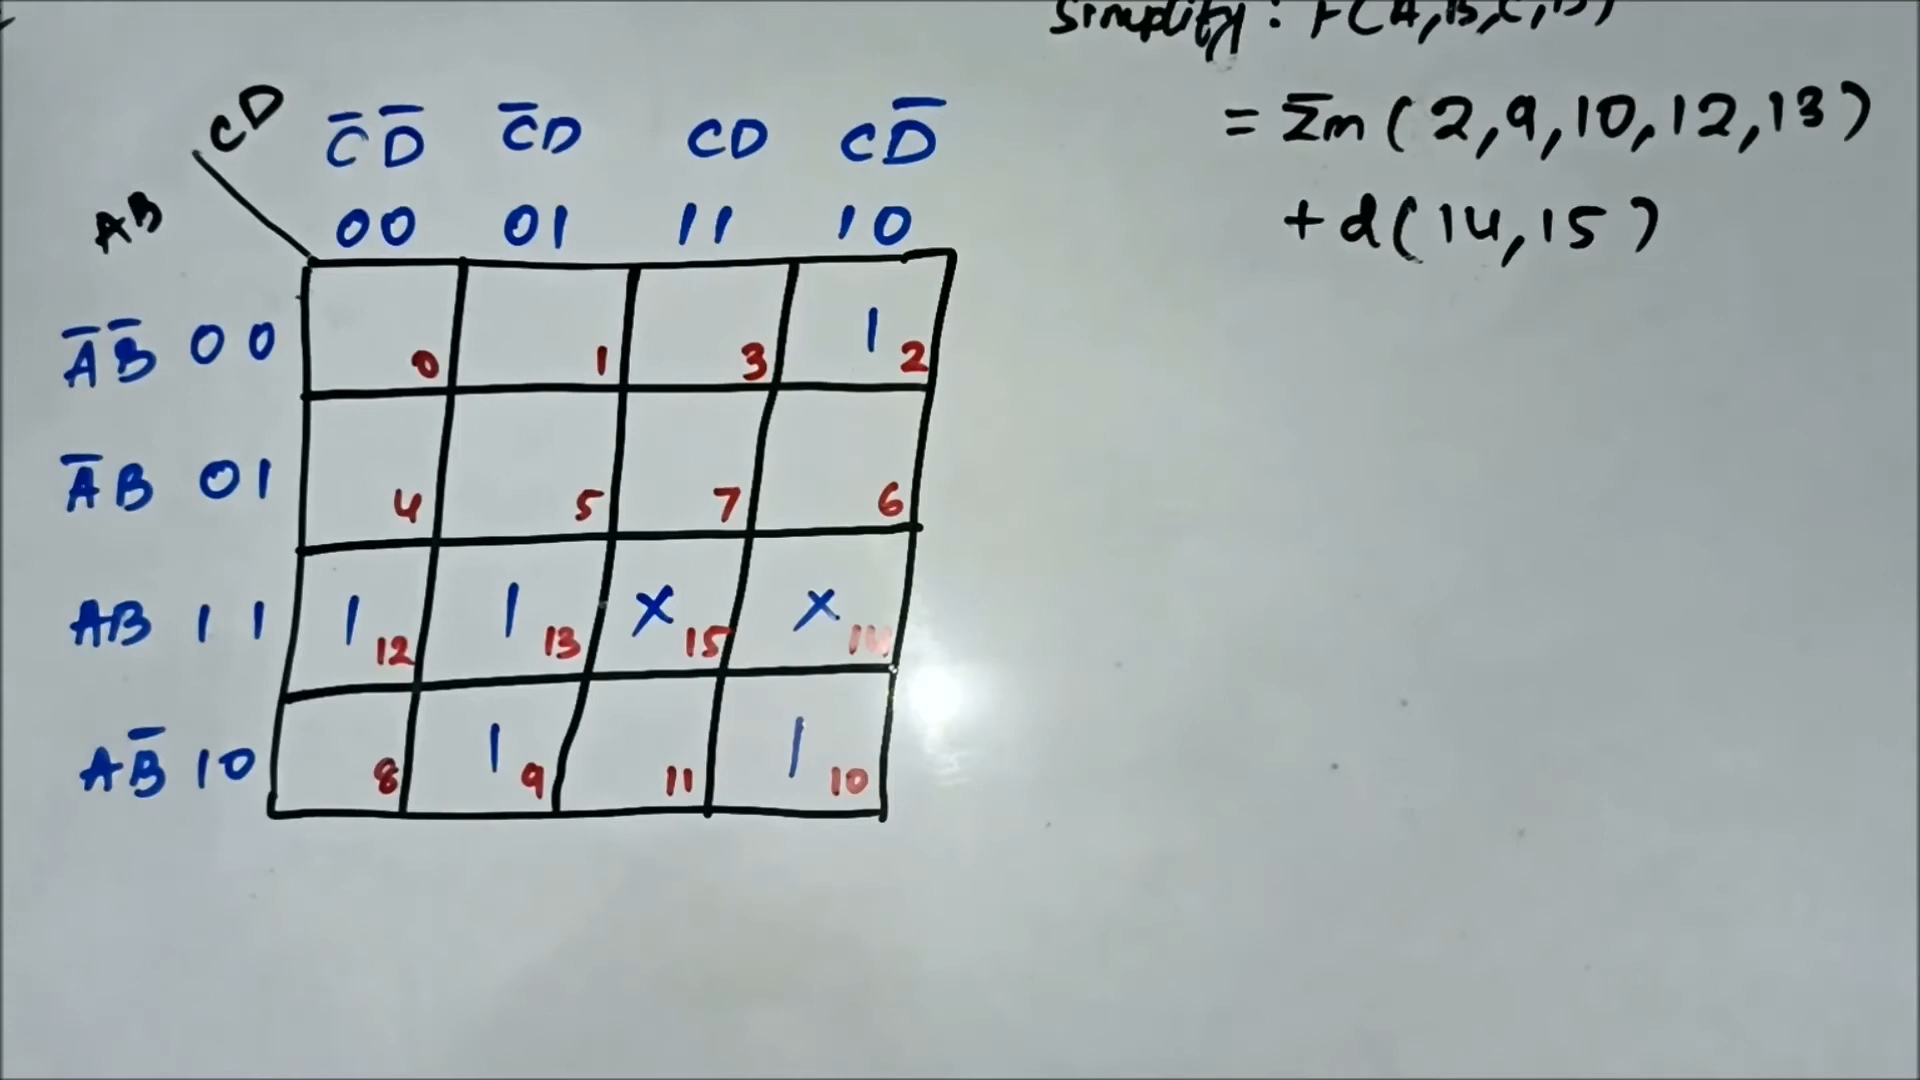 Simplify: F(A,B,C,D)
= Σm(2,9,10,12,13)
+ d(14,15)
CD
AB
C̅D̅ C̅D CD CD̅
00 01 11 10
A̅B̅ 00 0 1 3 1 2
A̅B 01 4 5 7 6
AB 11 1 12 1 13 X 15 X 14
AB̅ 10 8 1 9 11 1 10